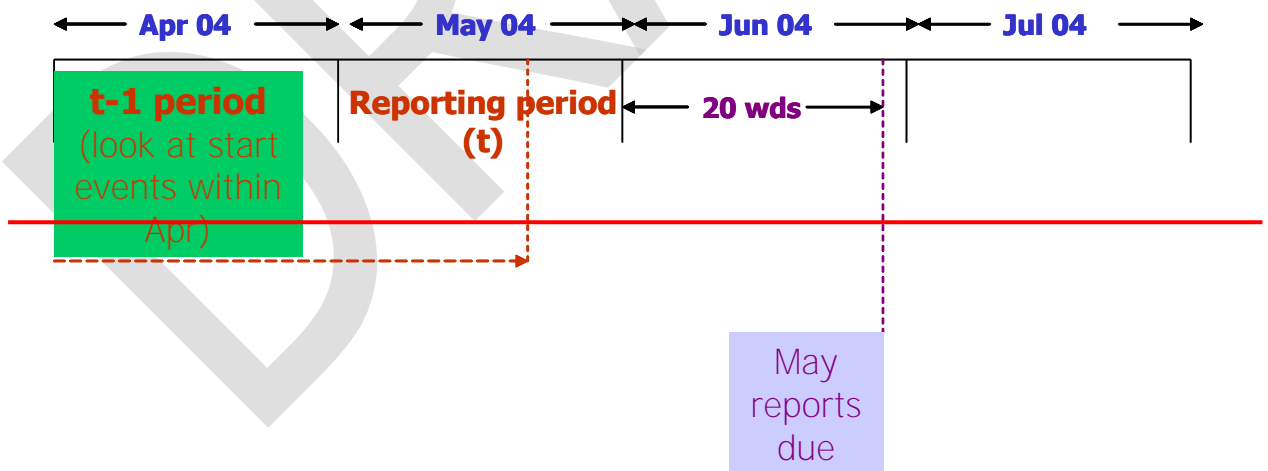 Apr 04 May 04 Jun 04 Jul 04
t-1 period
(look at start
events within
Apr)
Reporting period
(t)
20 wds
May
reports
due